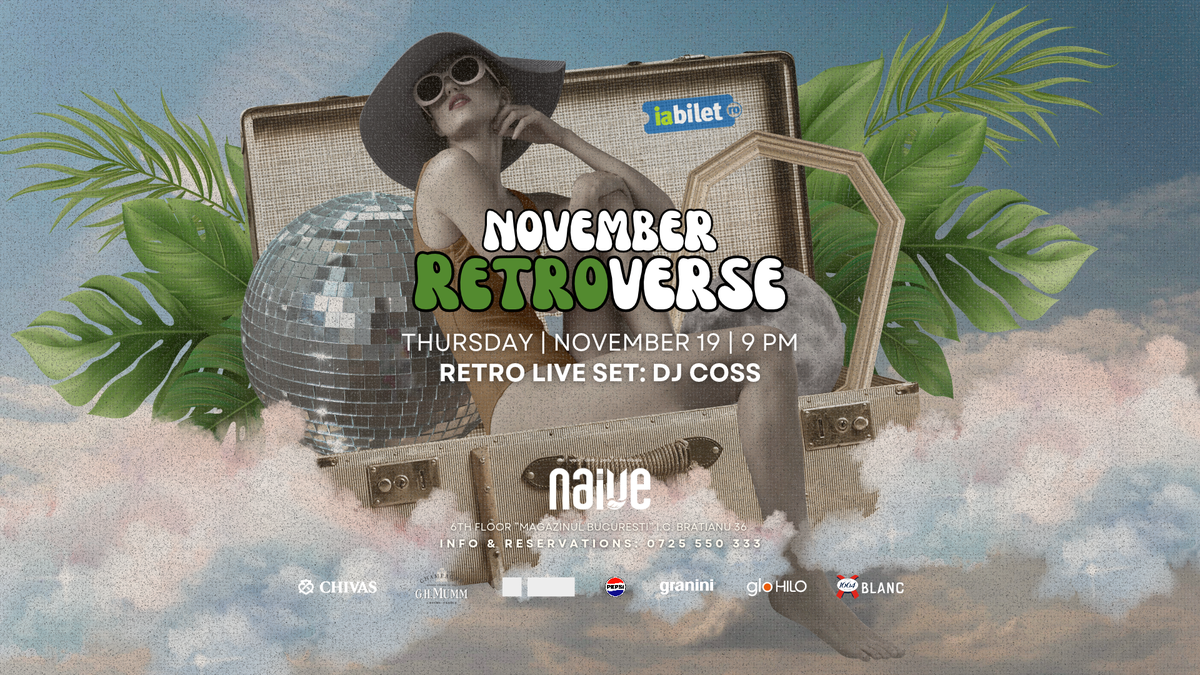 iabilet m
NOVEMBER
RETROVERSE
THURSDAY | NOVEMBER 19 | 9 PM
RETRO LIVE SET: DJ COSS
naive
6TH FLOOR "MAGAZINUL BUCURESTI" I.C. BRĂTIANU 36
INFO & RESERVATIONS: 0725 550 333
CHIVAS
G.H.MUMM
PEPSI
granini
glo HILO
1664 BLANC